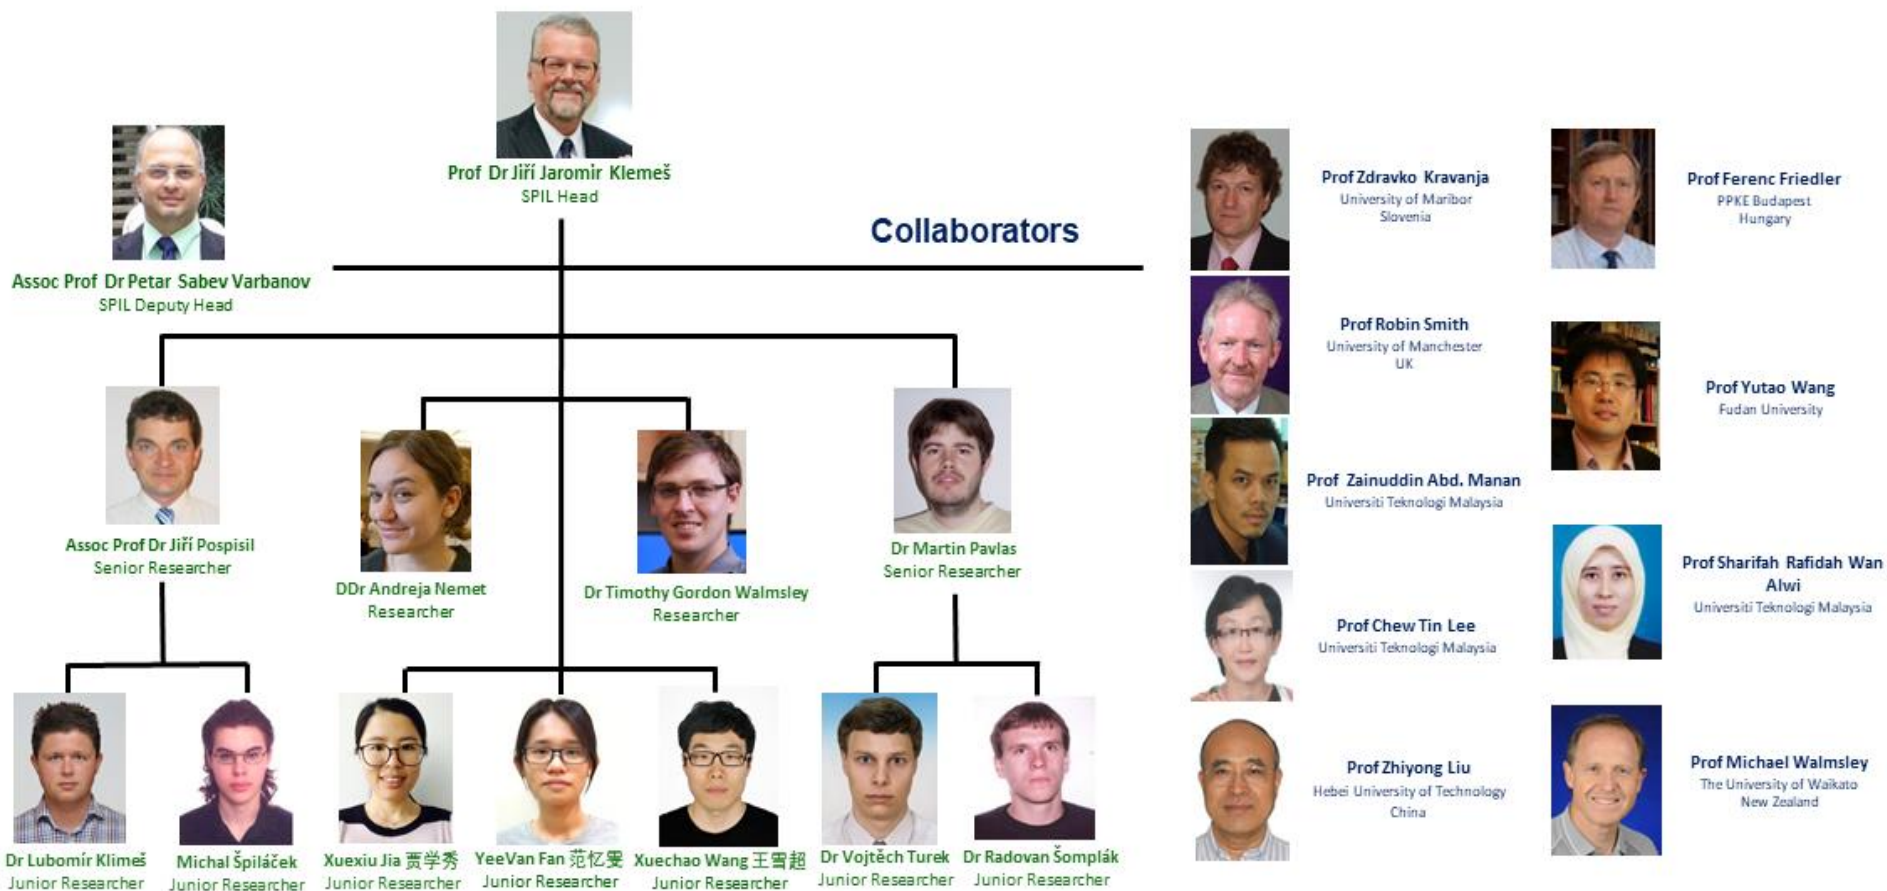 Prof Dr Jiří Jaromir Klemeš
SPIL Head
Assoc Prof Dr Petar Sabev Varbanov
SPIL Deputy Head
Collaborators
Assoc Prof Dr Jiří Pospisil
Senior Researcher
DDr Andreja Nemet
Researcher
Dr Timothy Gordon Walmsley
Researcher
Dr Martin Pavlas
Senior Researcher
Dr Lubomír Klimeš
Junior Researcher
Michal Špiláček
Junior Researcher
Xuexiu Jia 贾学秀
Junior Researcher
YeeVan Fan 范忆雯
Junior Researcher
Xuechao Wang 王雪超
Junior Researcher
Dr Vojtěch Turek
Junior Researcher
Dr Radovan Šomplák
Junior Researcher
Prof Zdravko Kravanja
University of Maribor
Slovenia
Prof Ferenc Friedler
PPKE Budapest
Hungary
Prof Robin Smith
University of Manchester
UK
Prof Yutao Wang
Fudan University
Prof Zainuddin Abd. Manan
Universiti Teknologi Malaysia
Prof Sharifah Rafidah Wan
Alwi
Universiti Teknologi Malaysia
Prof Chew Tin Lee
Universiti Teknologi Malaysia
Prof Zhiyong Liu
Hebei University of Technology
China
Prof Michael Walmsley
The University of Waikato
New Zealand